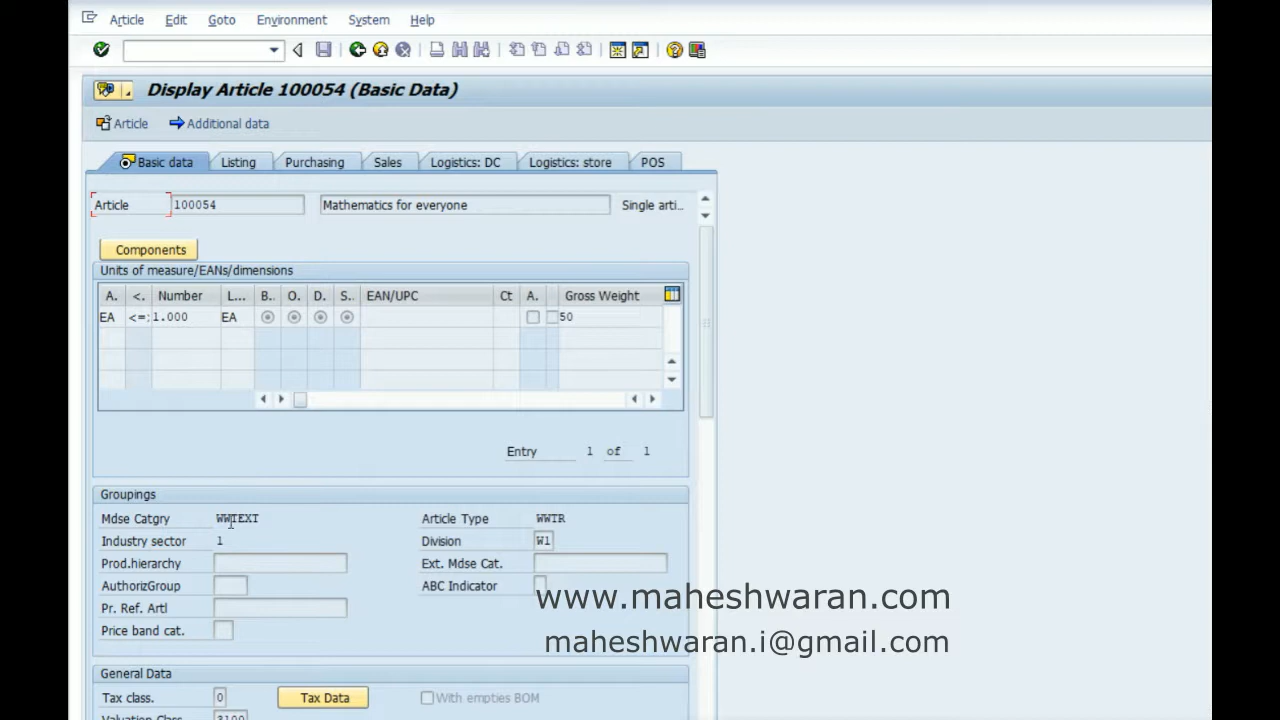 Article Edit Goto Environment System Help
Display Article 100054 (Basic Data)
Article Additional data
Basic data Listing Purchasing Sales Logistics: DC Logistics: store POS
Article 100054 Mathematics for everyone Single arti..
Components
Units of measure/EANs/dimensions
A. <. Number L... B.. O. D. S.. EAN/UPC Ct A. Gross Weight
EA <=: 1.000 EA 50
Entry 1 of 1
Groupings
Mdse Catgry WWTEXT Article Type WWTR
Industry sector 1 Division W1
Prod.hierarchy Ext. Mdse Cat.
AuthorizGroup ABC Indicator
www.maheshwaran.com
Pr. Ref. Artl
Price band cat.
maheshwaran.i@gmail.com
General Data
Tax class. 0 Tax Data With empties BOM
Valuation Class 3100